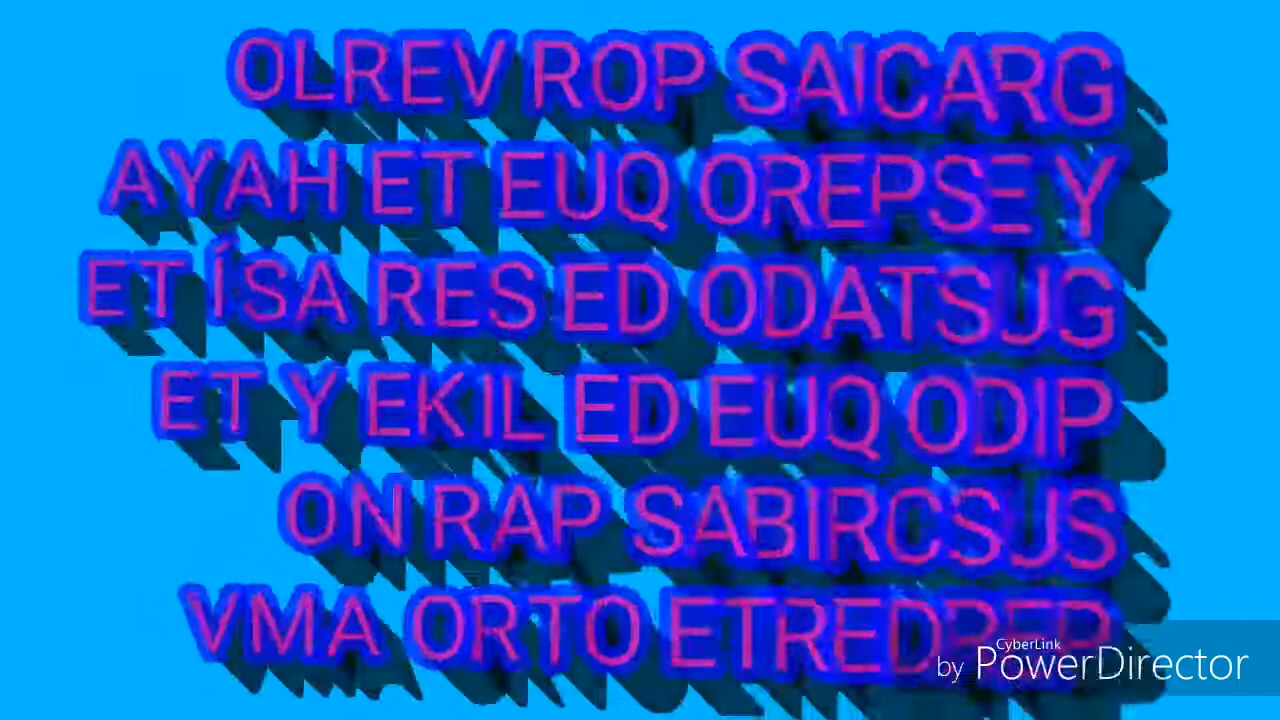 OLREV ROP SAICARG
AYAH ET EUQ OREPSE Y
ET ÍSA RES ED ODATSUG
ET Y EKIL ED EUQ ODIP
ON RAP SABIRCSUS
VMA ORTO ETREDREP
CyberLink
by PowerDirector